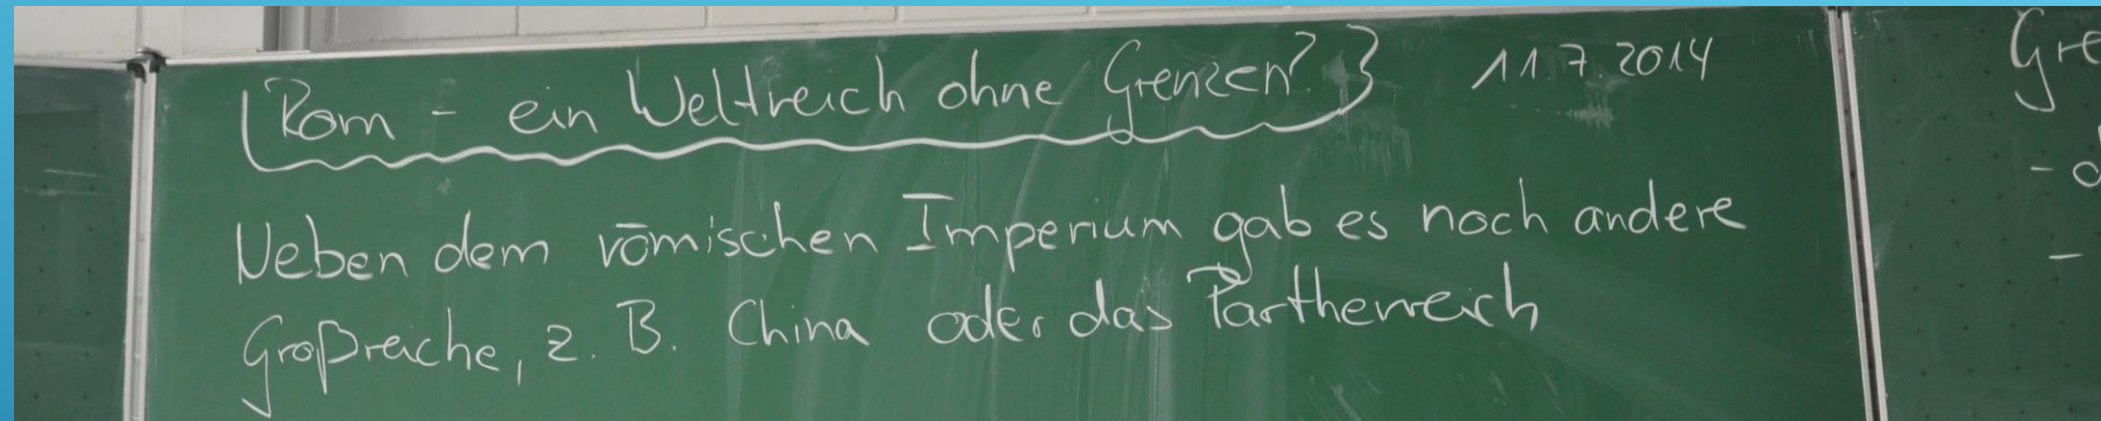 Rom - ein Weltreich ohne Grenzen? 11.7.2014
Neben dem römischen Imperium gab es noch andere
Großreiche, z. B. China oder das Partherreich